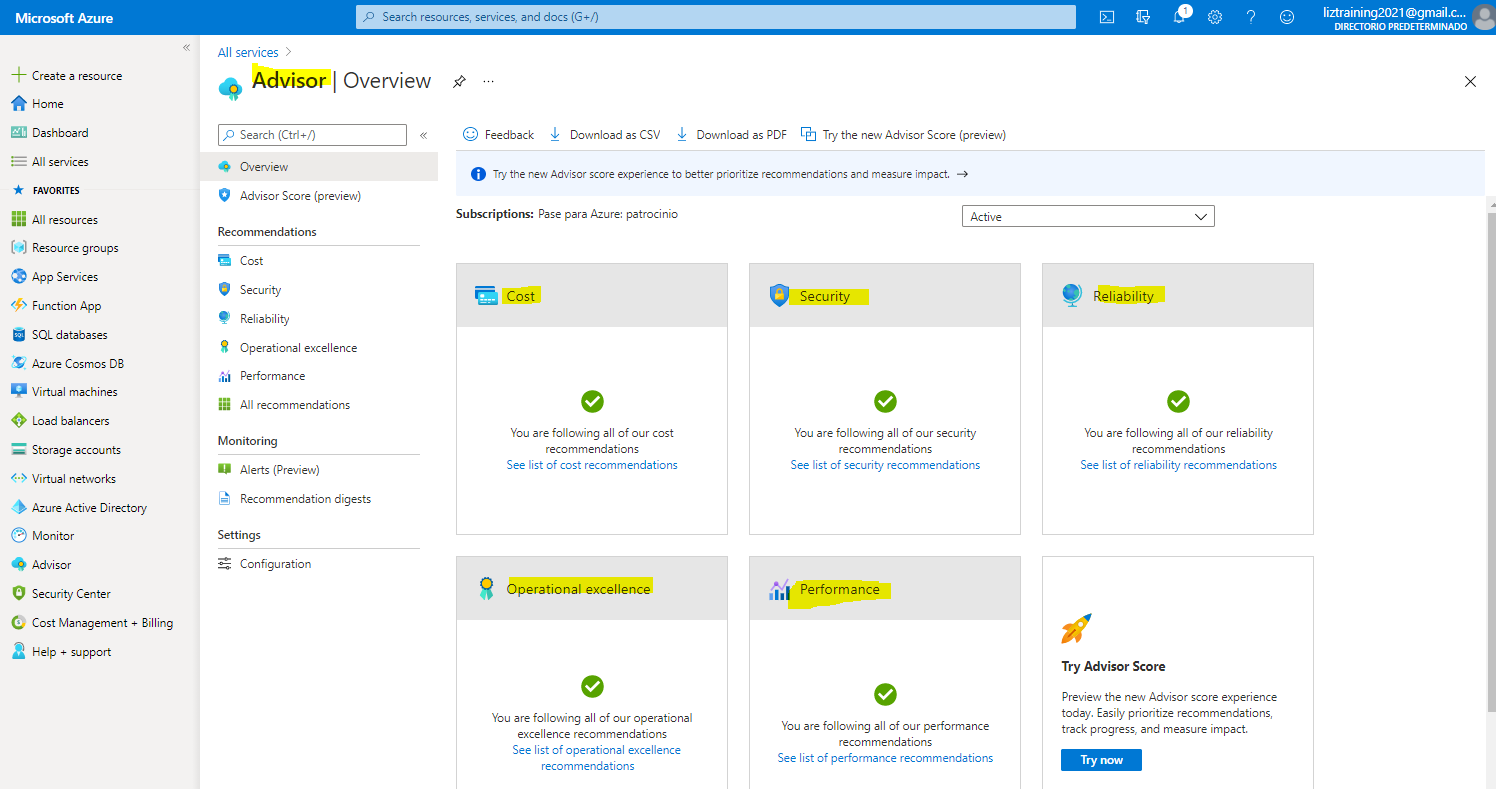 Microsoft Azure
Search resources, services, and docs (G+/)
1
liztraining2021@gmail.c...
DIRECTORIO PREDETERMINADO
«
Create a resource
Home
Dashboard
All services
FAVORITES
All resources
Resource groups
App Services
Function App
SQL databases
Azure Cosmos DB
Virtual machines
Load balancers
Storage accounts
Virtual networks
Azure Active Directory
Monitor
Advisor
Security Center
Cost Management + Billing
Help + support
All services >
Advisor | Overview
...
Search (Ctrl+/)
«
Overview
Advisor Score (preview)
Recommendations
Cost
Security
Reliability
Operational excellence
Performance
All recommendations
Monitoring
Alerts (Preview)
Recommendation digests
Settings
Configuration
Feedback
Download as CSV
Download as PDF
Try the new Advisor Score (preview)
Try the new Advisor score experience to better prioritize recommendations and measure impact. →
Subscriptions: Pase para Azure: patrocinio
Active
Cost
You are following all of our cost
recommendations
See list of cost recommendations
Security
You are following all of our security
recommendations
See list of security recommendations
Reliability
You are following all of our reliability
recommendations
See list of reliability recommendations
Operational excellence
You are following all of our operational
excellence recommendations
See list of operational excellence
recommendations
Performance
You are following all of our performance
recommendations
See list of performance recommendations
Try Advisor Score
Preview the new Advisor score experience
today. Easily prioritize recommendations,
track progress, and measure impact.
Try now